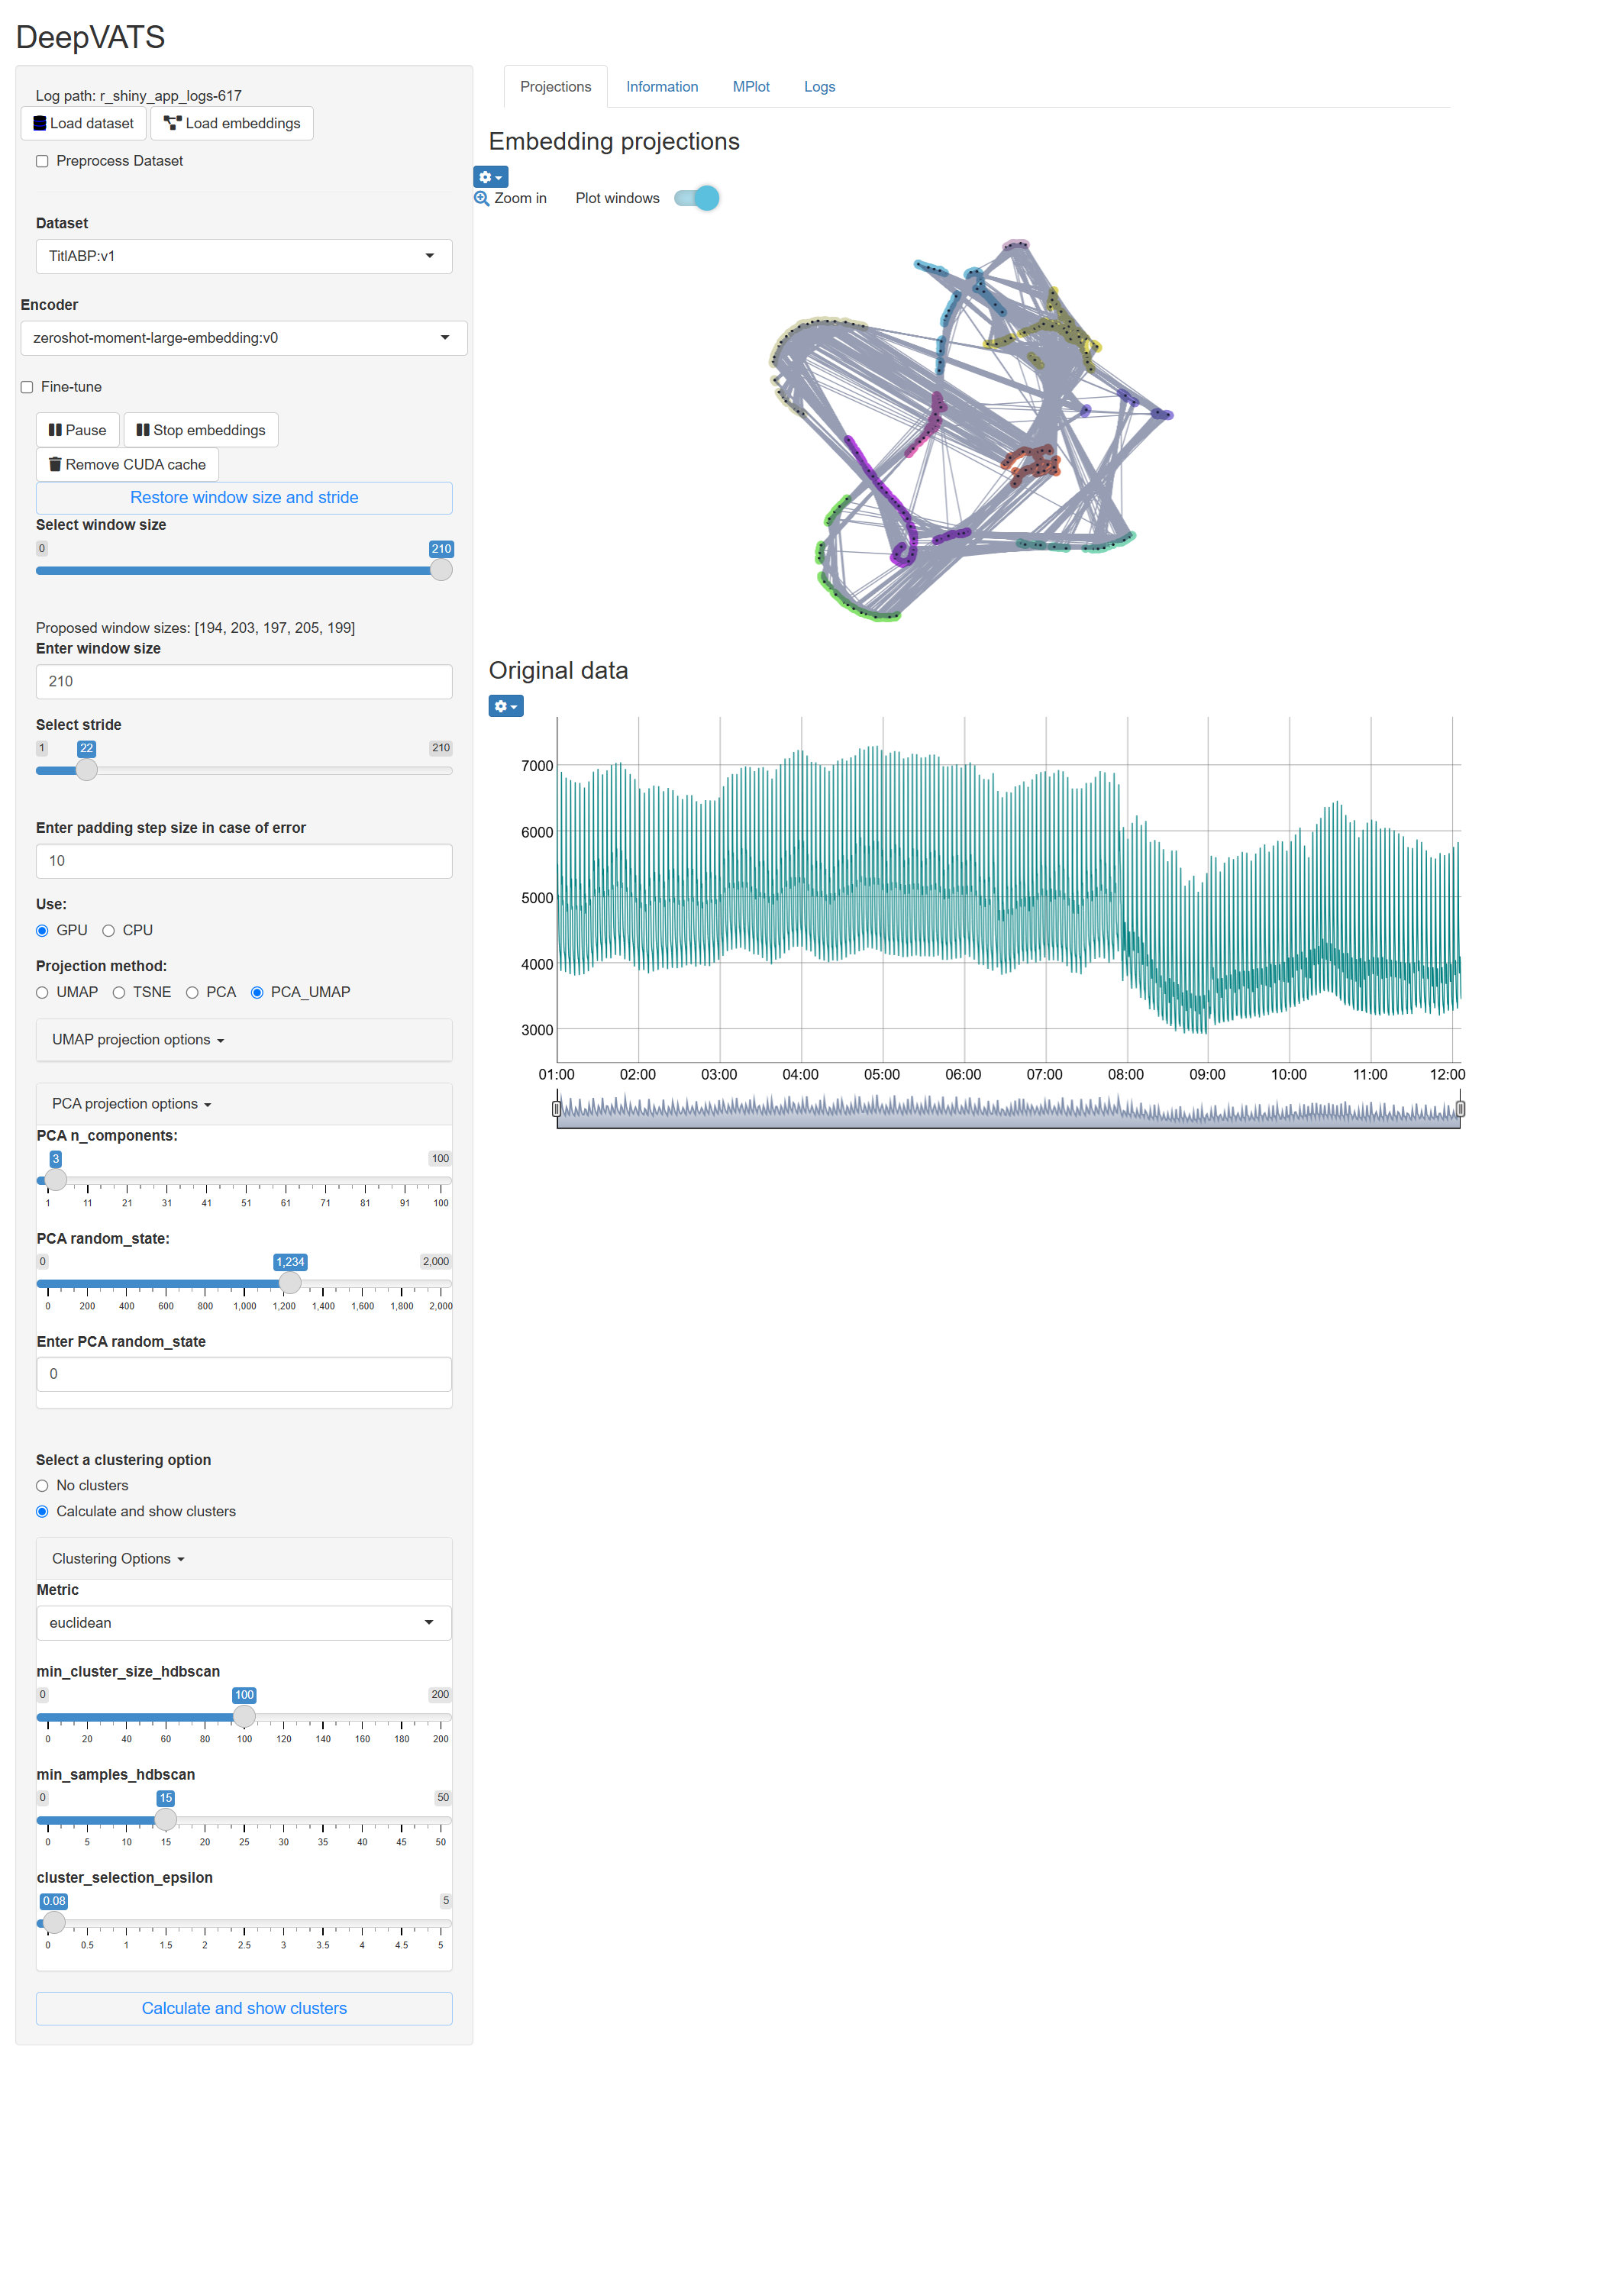 DeepVATS
Log path: r_shiny_app_logs-617
Load dataset Load embeddings
Preprocess Dataset
Dataset
TitlABP:v1
Encoder
zeroshot-moment-large-embedding:v0
Fine-tune
Pause Stop embeddings
Remove CUDA cache
Restore window size and stride
Select window size
0 210
Proposed window sizes: [194, 203, 197, 205, 199]
Enter window size
210
Select stride
1 22 210
Enter padding step size in case of error
10
Use:
GPU CPU
Projection method:
UMAP TSNE PCA PCA_UMAP
UMAP projection options
PCA projection options
PCA n_components:
3 100
1 11 21 31 41 51 61 71 81 91 100
PCA random_state:
0 1,234 2,000
0 200 400 600 800 1,000 1,200 1,400 1,600 1,800 2,000
Enter PCA random_state
0
Select a clustering option
No clusters
Calculate and show clusters
Clustering Options
Metric
euclidean
min_cluster_size_hdbscan
0 100 200
0 20 40 60 80 100 120 140 160 180 200
min_samples_hdbscan
0 15 50
0 5 10 15 20 25 30 35 40 45 50
cluster_selection_epsilon
0.08 5
0 0.5 1 1.5 2 2.5 3 3.5 4 4.5 5
Calculate and show clusters
Projections Information MPlot Logs
Embedding projections
Zoom in Plot windows
Original data
7000
6000
5000
4000
3000
01:00 02:00 03:00 04:00 05:00 06:00 07:00 08:00 09:00 10:00 11:00 12:00